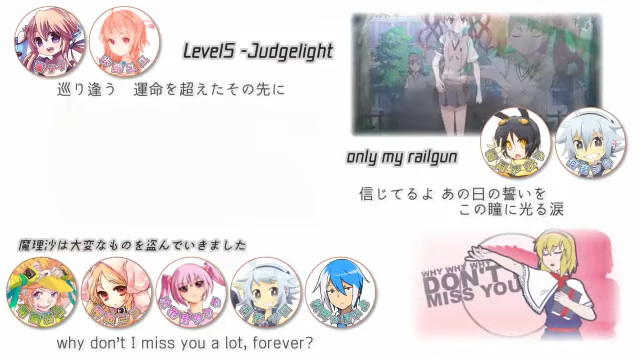 Level5 -Judgelight
巡り逢う 運命を超えたその先に
only my railgun
信じてるよ あの日の誓いを
この瞳に光る涙
魔理沙は大変なものを盗んでいきました
WHY WHY WHY
DON'T
MISS YOU
why don't I miss you a lot, forever?